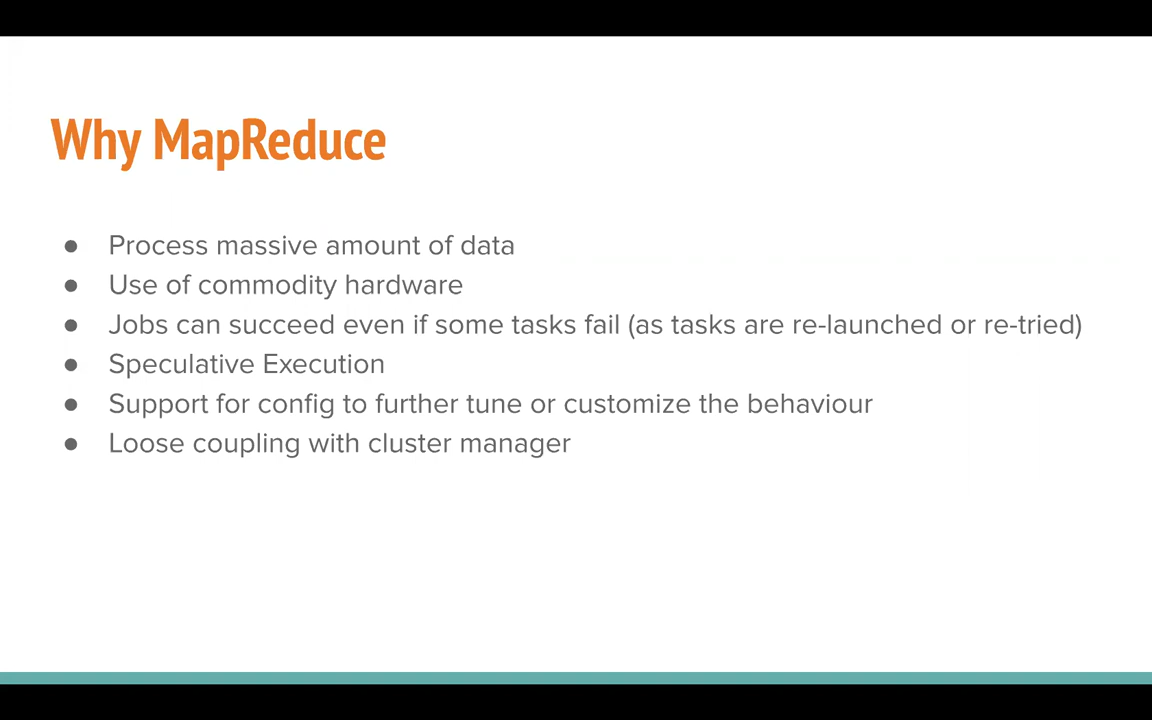 Why MapReduce
● Process massive amount of data
● Use of commodity hardware
● Jobs can succeed even if some tasks fail (as tasks are re-launched or re-tried)
● Speculative Execution
● Support for config to further tune or customize the behaviour
● Loose coupling with cluster manager